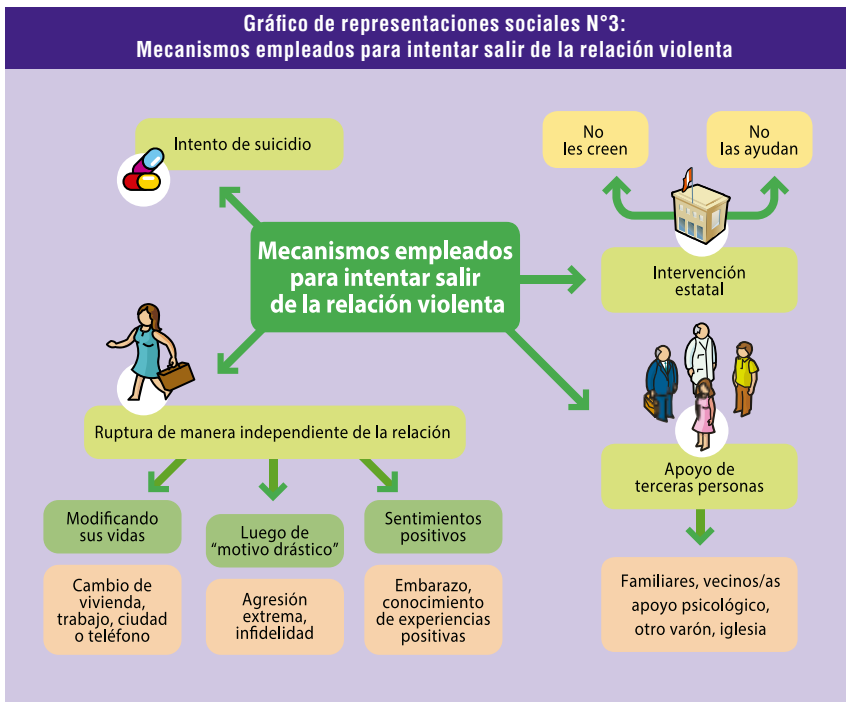 Gráfico de representaciones sociales N°3:
Mecanismos empleados para intentar salir de la relación violenta
Intento de suicidio
No
les creen
No
las ayudan
Mecanismos empleados
para intentar salir
de la relación violenta
Intervención
estatal
Ruptura de manera independiente de la relación
Apoyo de
terceras personas
Modificando
sus vidas
Luego de
“motivo drástico”
Sentimientos
positivos
Cambio de
vivienda,
trabajo, ciudad
o teléfono
Agresión
extrema,
infidelidad
Embarazo,
conocimiento
de experiencias
positivas
Familiares, vecinos/as
apoyo psicológico,
otro varón, iglesia